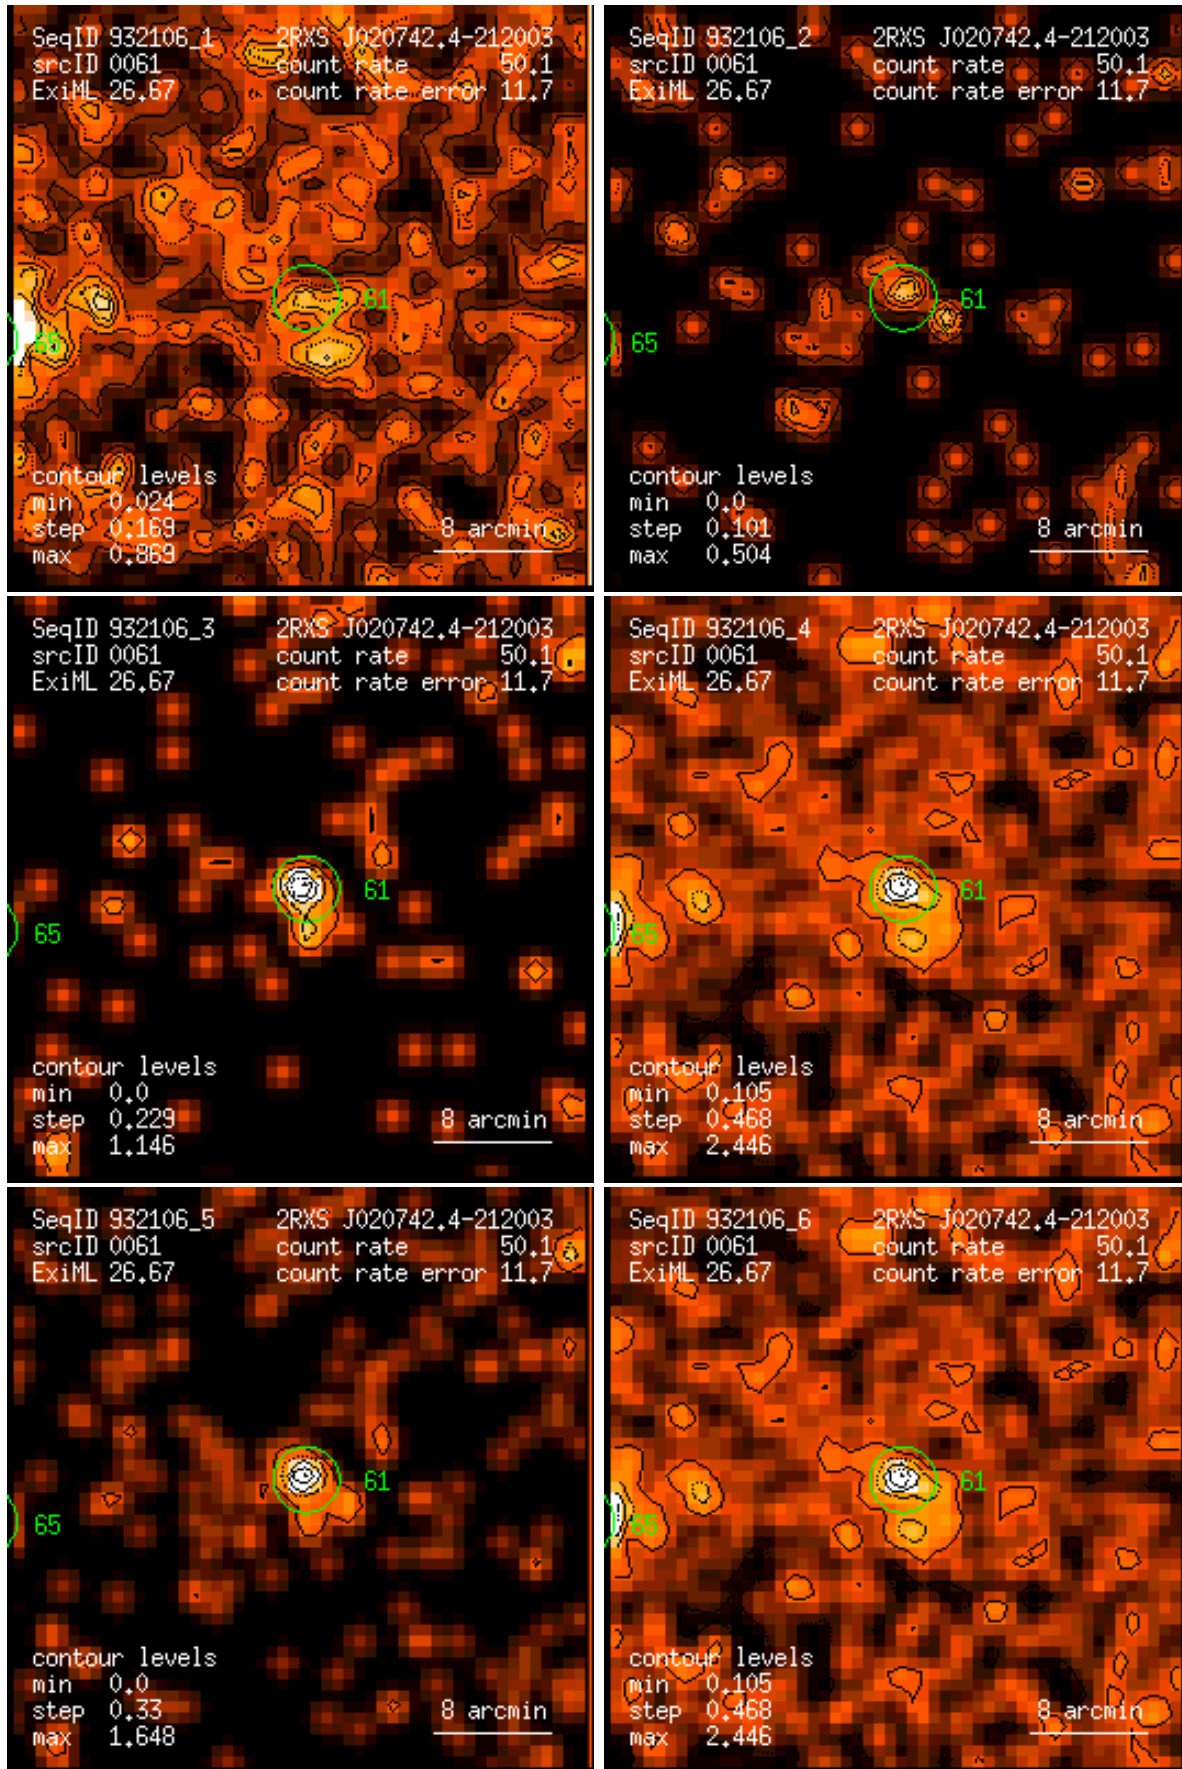 SeqID 932106_1 2RXS J020742.4-212003
srcID 0061 count rate 50.1
ExiML 26.67 count rate error 11.7
61
65
contour levels
min 0.024
step 0.169 8 arcmin
max 0.869
SeqID 932106_2 2RXS J020742.4-212003
srcID 0061 count rate 50.1
ExiML 26.67 count rate error 11.7
61
65
contour levels
min 0.0
step 0.101 8 arcmin
max 0.504
SeqID 932106_3 2RXS J020742.4-212003
srcID 0061 count rate 50.1
ExiML 26.67 count rate error 11.7
61
65
contour levels
min 0.0
step 0.229 8 arcmin
max 1.146
SeqID 932106_4 2RXS J020742.4-212003
srcID 0061 count rate 50.1
ExiML 26.67 count rate error 11.7
61
65
contour levels
min 0.105
step 0.468 8 arcmin
max 2.446
SeqID 932106_5 2RXS J020742.4-212003
srcID 0061 count rate 50.1
ExiML 26.67 count rate error 11.7
61
65
contour levels
min 0.0
step 0.33 8 arcmin
max 1.648
SeqID 932106_6 2RXS J020742.4-212003
srcID 0061 count rate 50.1
ExiML 26.67 count rate error 11.7
61
65
contour levels
min 0.105
step 0.468 8 arcmin
max 2.446